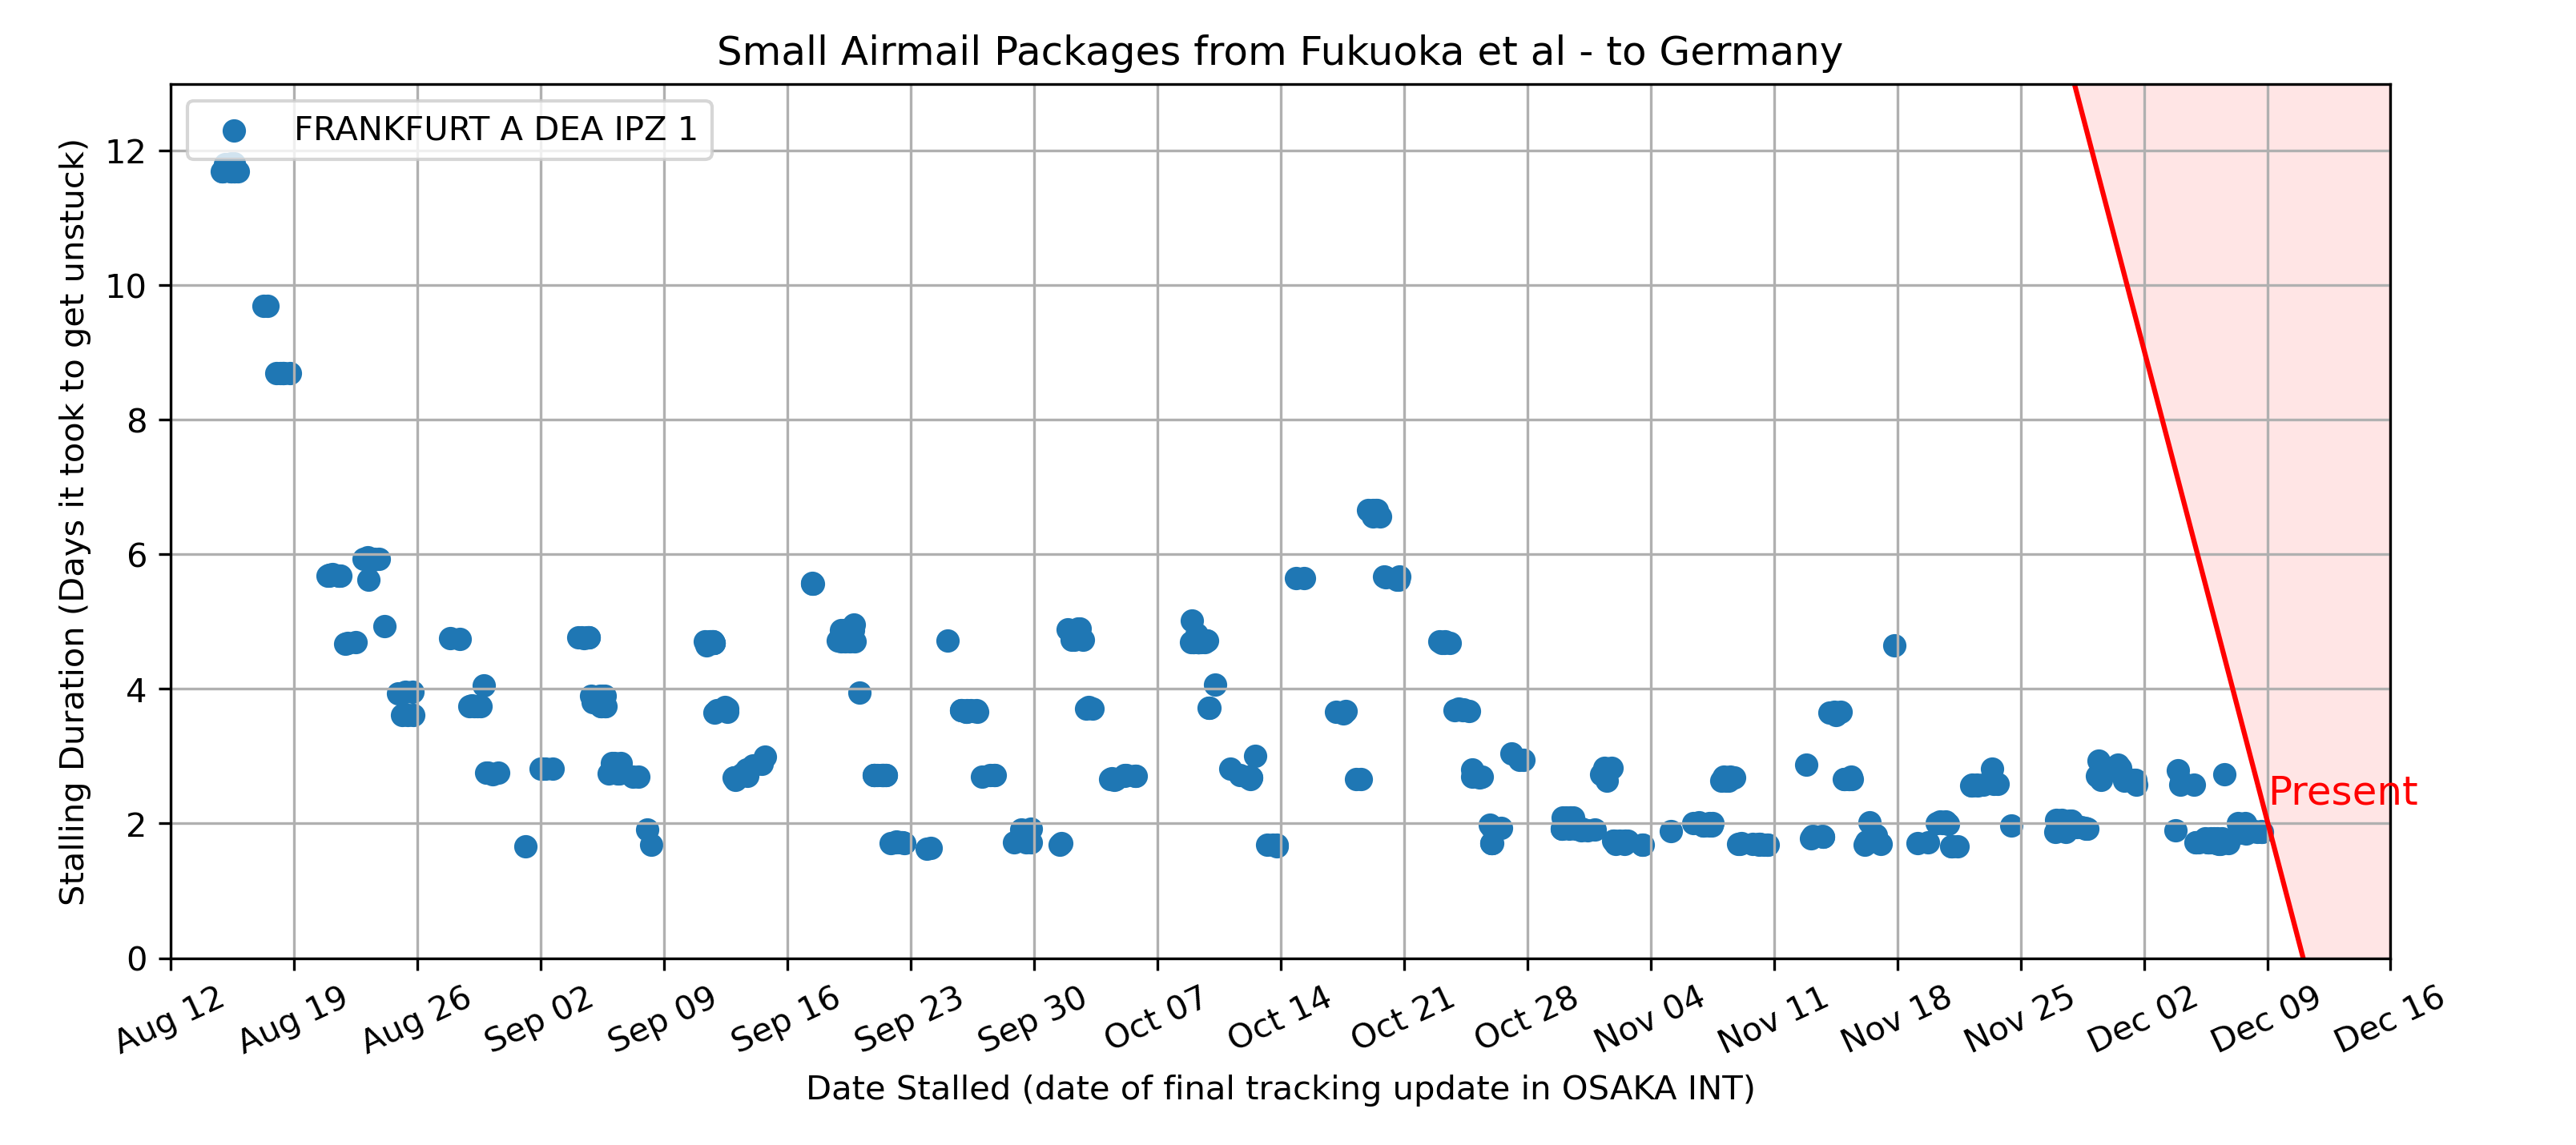 Small Airmail Packages from Fukuoka et al - to Germany
FRANKFURT A DEA IPZ 1
Stalling Duration (Days it took to get unstuck)
12
10
8
6
4
2
0
Present
Aug 12
Aug 19
Aug 26
Sep 02
Sep 09
Sep 16
Sep 23
Sep 30
Oct 07
Oct 14
Oct 21
Oct 28
Nov 04
Nov 11
Nov 18
Nov 25
Dec 02
Dec 09
Dec 16
Date Stalled (date of final tracking update in OSAKA INT)